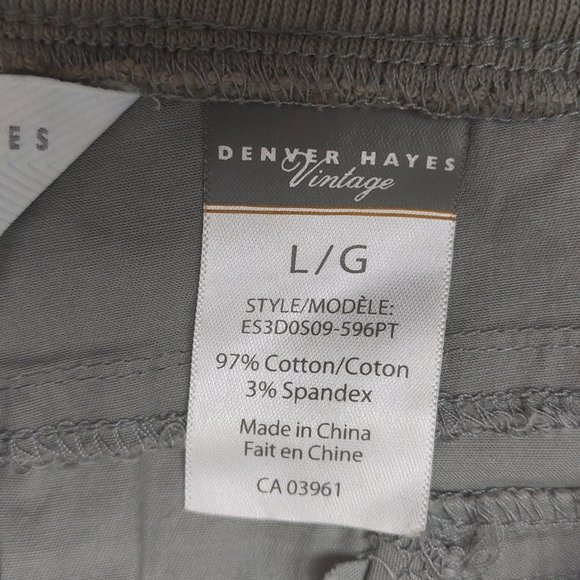 ES
DENVER HAYES
Vintage
L/G
STYLE/MODÈLE:
ES3D0S09-596PT
97% Cotton/Coton
3% Spandex
Made in China
Fait en Chine
CA 03961